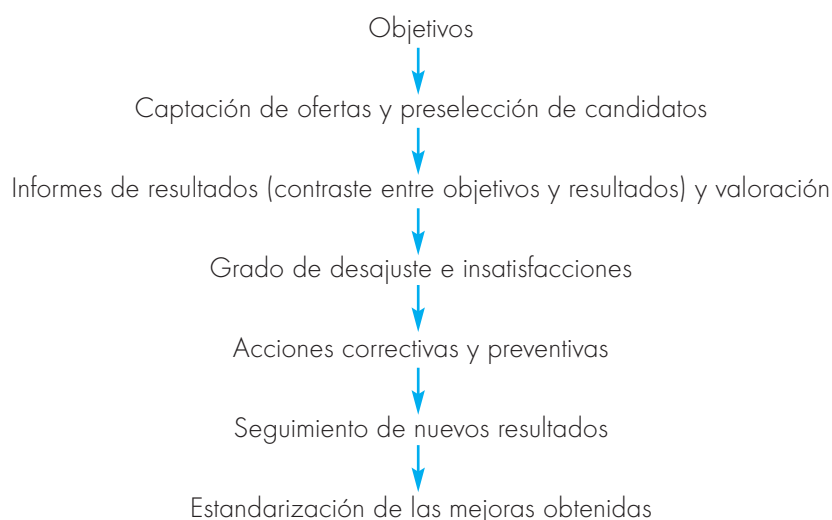 Objetivos
Captación de ofertas y preselección de candidatos
Informes de resultados (contraste entre objetivos y resultados) y valoración
Grado de desajuste e insatisfacciones
Acciones correctivas y preventivas
Seguimiento de nuevos resultados
Estandarización de las mejoras obtenidas